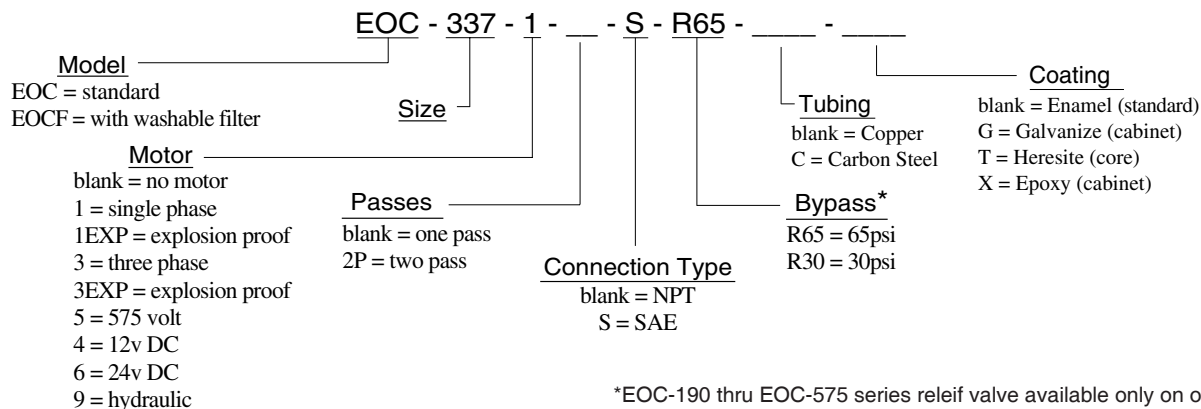 EOC - 337 - 1 - __ - S - R65 - ____ - ____
Model
EOC = standard
EOCF = with washable filter
Size
Motor
blank = no motor
1 = single phase
1EXP = explosion proof
3 = three phase
3EXP = explosion proof
5 = 575 volt
4 = 12v DC
6 = 24v DC
9 = hydraulic
Passes
blank = one pass
2P = two pass
Connection Type
blank = NPT
S = SAE
Bypass*
R65 = 65psi
R30 = 30psi
Tubing
blank = Copper
C = Carbon Steel
Coating
blank = Enamel (standard)
G = Galvanize (cabinet)
T = Heresite (core)
X = Epoxy (cabinet)
*EOC-190 thru EOC-575 series releif valve available only on o